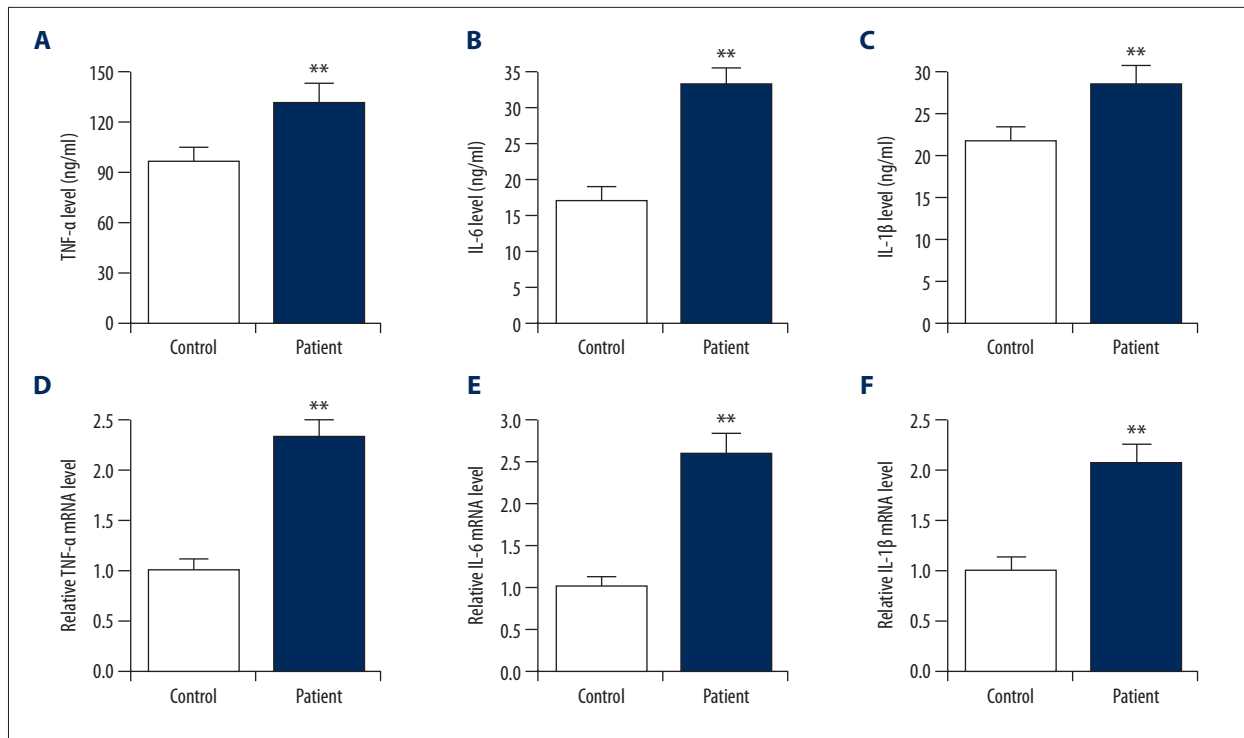 A
TNF-α level (ng/ml)
150
120
90
60
30
0
**
Control Patient
B
IL-6 level (ng/ml)
35
30
25
20
15
10
5
0
**
Control Patient
C
IL-1β level (ng/ml)
30
25
20
15
10
5
0
**
Control Patient
D
Relative TNF-α mRNA level
2.5
2.0
1.5
1.0
0.5
0.0
**
Control Patient
E
Relative IL-6 mRNA level
3.0
2.5
2.0
1.5
1.0
0.5
0.0
**
Control Patient
F
Relative IL-1β mRNA level
2.5
2.0
1.5
1.0
0.5
0.0
**
Control Patient